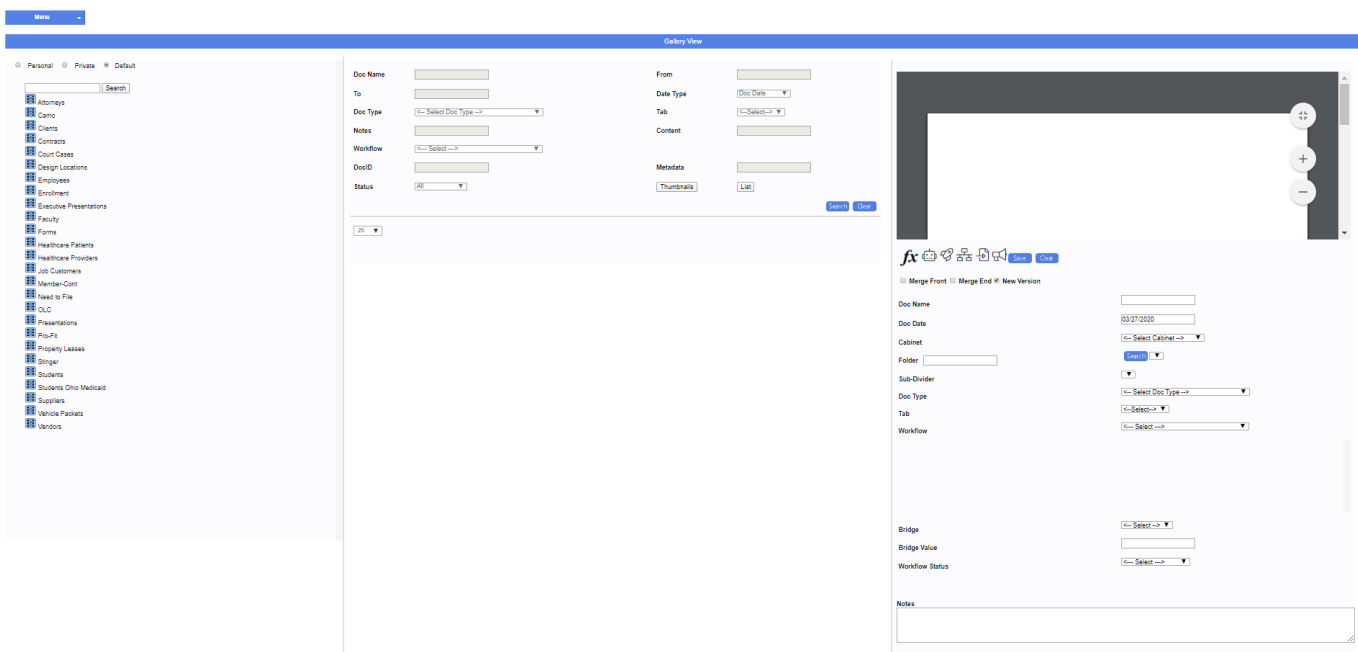 Menu
Gallery View
Personal Private Default
Search
Attorneys
Camo
Clients
Contracts
Court Cases
Design Locations
Employees
Enrollment
Executive Presentations
Faculty
Forms
Healthcare Patients
Healthcare Providers
Job Customers
Member-Cont
Need to File
OLC
Presentations
Pro-Fit
Property Leases
Stinger
Students
Students Ohio Medicaid
Suppliers
Vehicle Packets
Vendors
Doc Name From
To Date Type Doc Date
Doc Type <-- Select Doc Type --> Tab <--Select-->
Notes Content
Workflow <--- Select --->
DocID Metadata
Status All Thumbnails List
Search Clear
25
fx Save Clear
Merge Front Merge End New Version
Doc Name
Doc Date 03/27/2020
Cabinet <-- Select Cabinet -->
Folder Search
Sub-Divider
Doc Type <-- Select Doc Type -->
Tab <--Select-->
Workflow <--- Select --->
Bridge <-- Select -->
Bridge Value
Workflow Status <--- Select --->
Notes